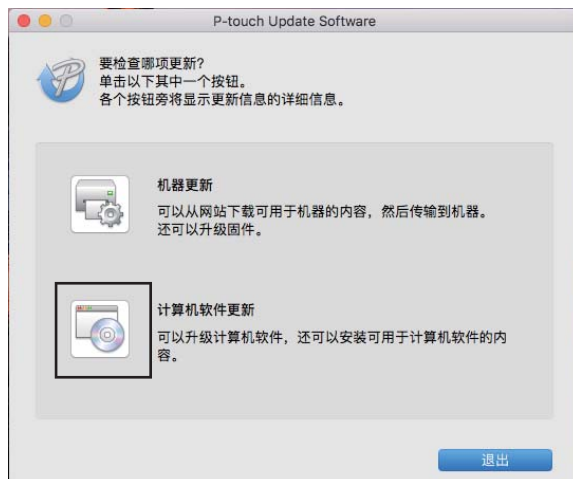 P-touch Update Software
要检查哪项更新?
单击以下其中一个按钮。
各个按钮旁将显示更新信息的详细信息。
机器更新
可以从网站下载可用于机器的内容，然后传输到机器。
还可以升级固件。
计算机软件更新
可以升级计算机软件，还可以安装可用于计算机软件的内
容。
退出